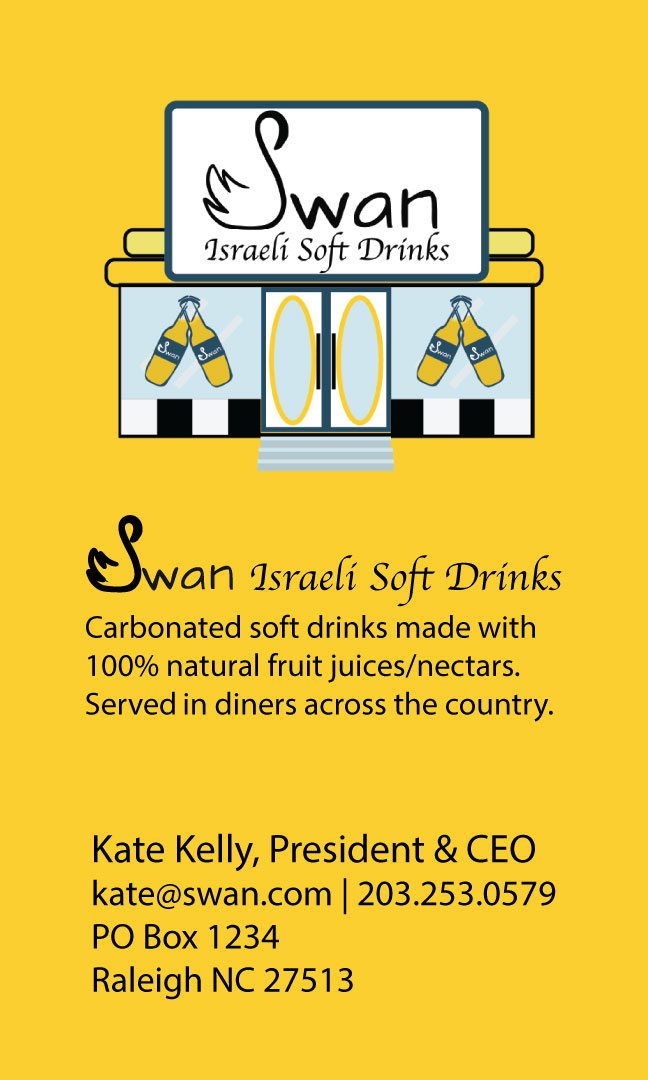 Swan
Israeli Soft Drinks
Swan Swan Swan Swan
Swan Israeli Soft Drinks
Carbonated soft drinks made with
100% natural fruit juices/nectars.
Served in diners across the country.
Kate Kelly, President & CEO
kate@swan.com | 203.253.0579
PO Box 1234
Raleigh NC 27513